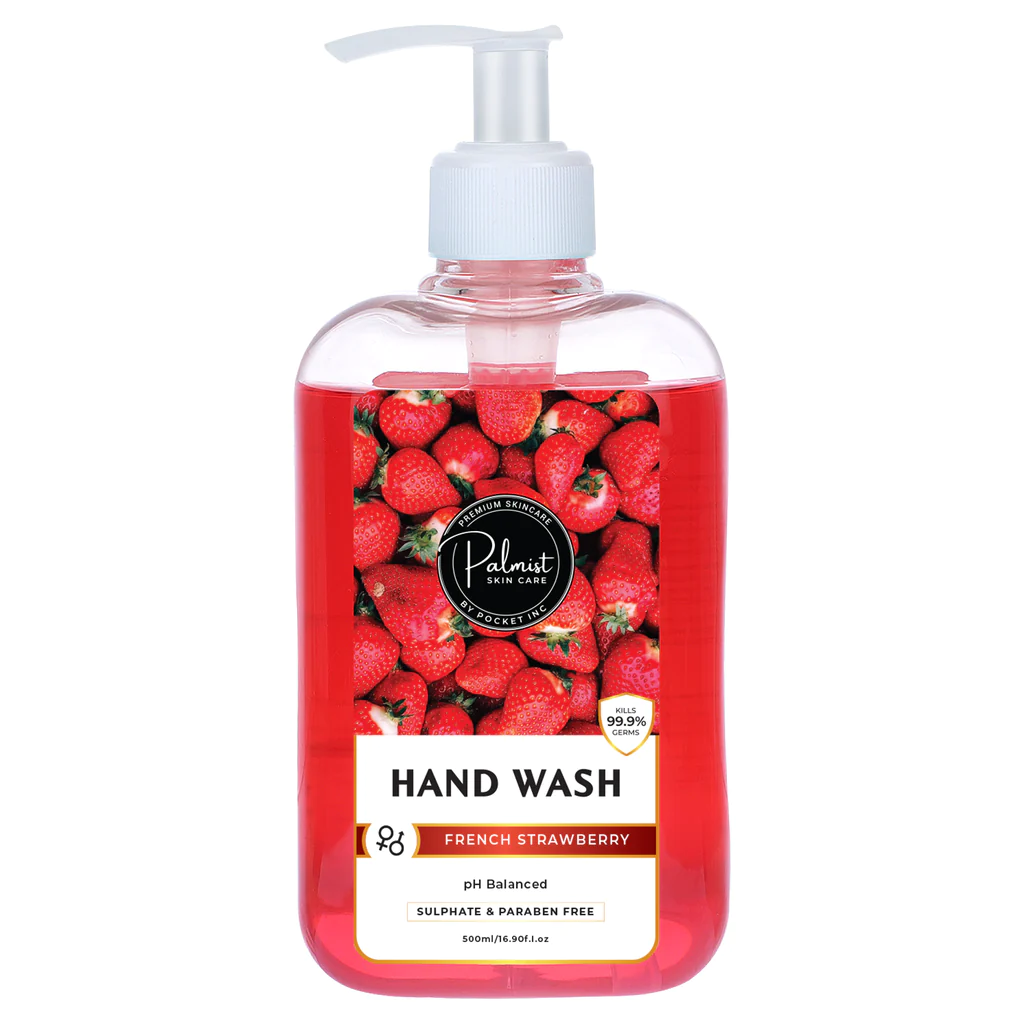 PREMIUM SKINCARE
Palmist
SKIN CARE
BY POCKET INC
KILLS
99.9%
GERMS
HAND WASH
FRENCH STRAWBERRY
pH Balanced
SULPHATE & PARABEN FREE
500ml/16.90f.l.oz